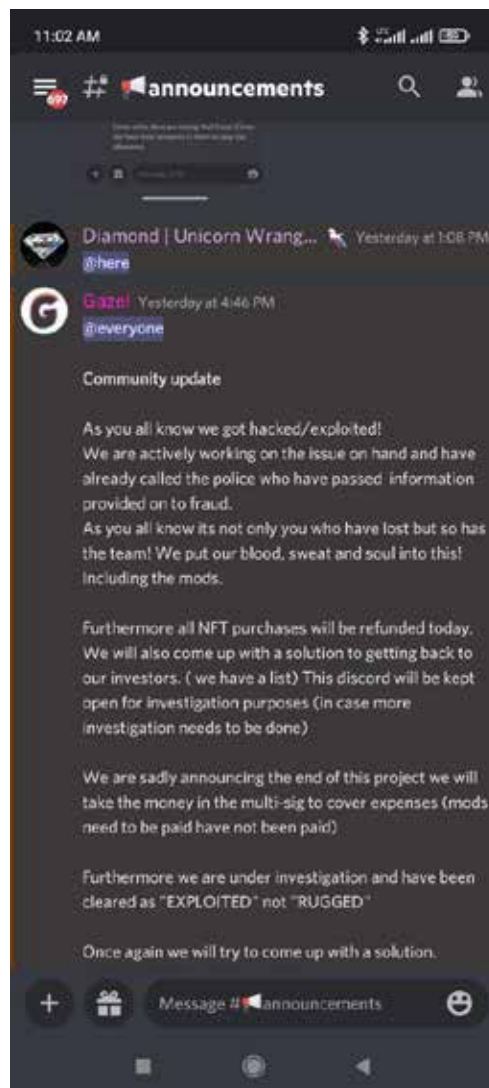 11:02 AM
697
# announcements
Diamond | Unicorn Wrang... Yesterday at 1:08 PM
@here
G
Gazel Yesterday at 4:46 PM
@everyone
Community update
As you all know we got hacked/exploited!
We are actively working on the issue on hand and have
already called the police who have passed information
provided on to fraud.
As you all know its not only you who have lost but so has
the team! We put our blood, sweat and soul into this!
Including the mods.
Furthermore all NFT purchases will be refunded today.
We will also come up with a solution to getting back to
our investors. ( we have a list) This discord will be kept
open for investigation purposes (in case more
investigation needs to be done)
We are sadly announcing the end of this project we will
take the money in the multi-sig to cover expenses (mods
need to be paid have not been paid)
Furthermore we are under investigation and have been
cleared as "EXPLOITED" not "RUGGED"
Once again we will try to come up with a solution.
Message # announcements